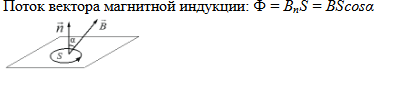 Поток вектора магнитной индукции: Φ = BₙS = BScosα
n⃗ B⃗
α
S